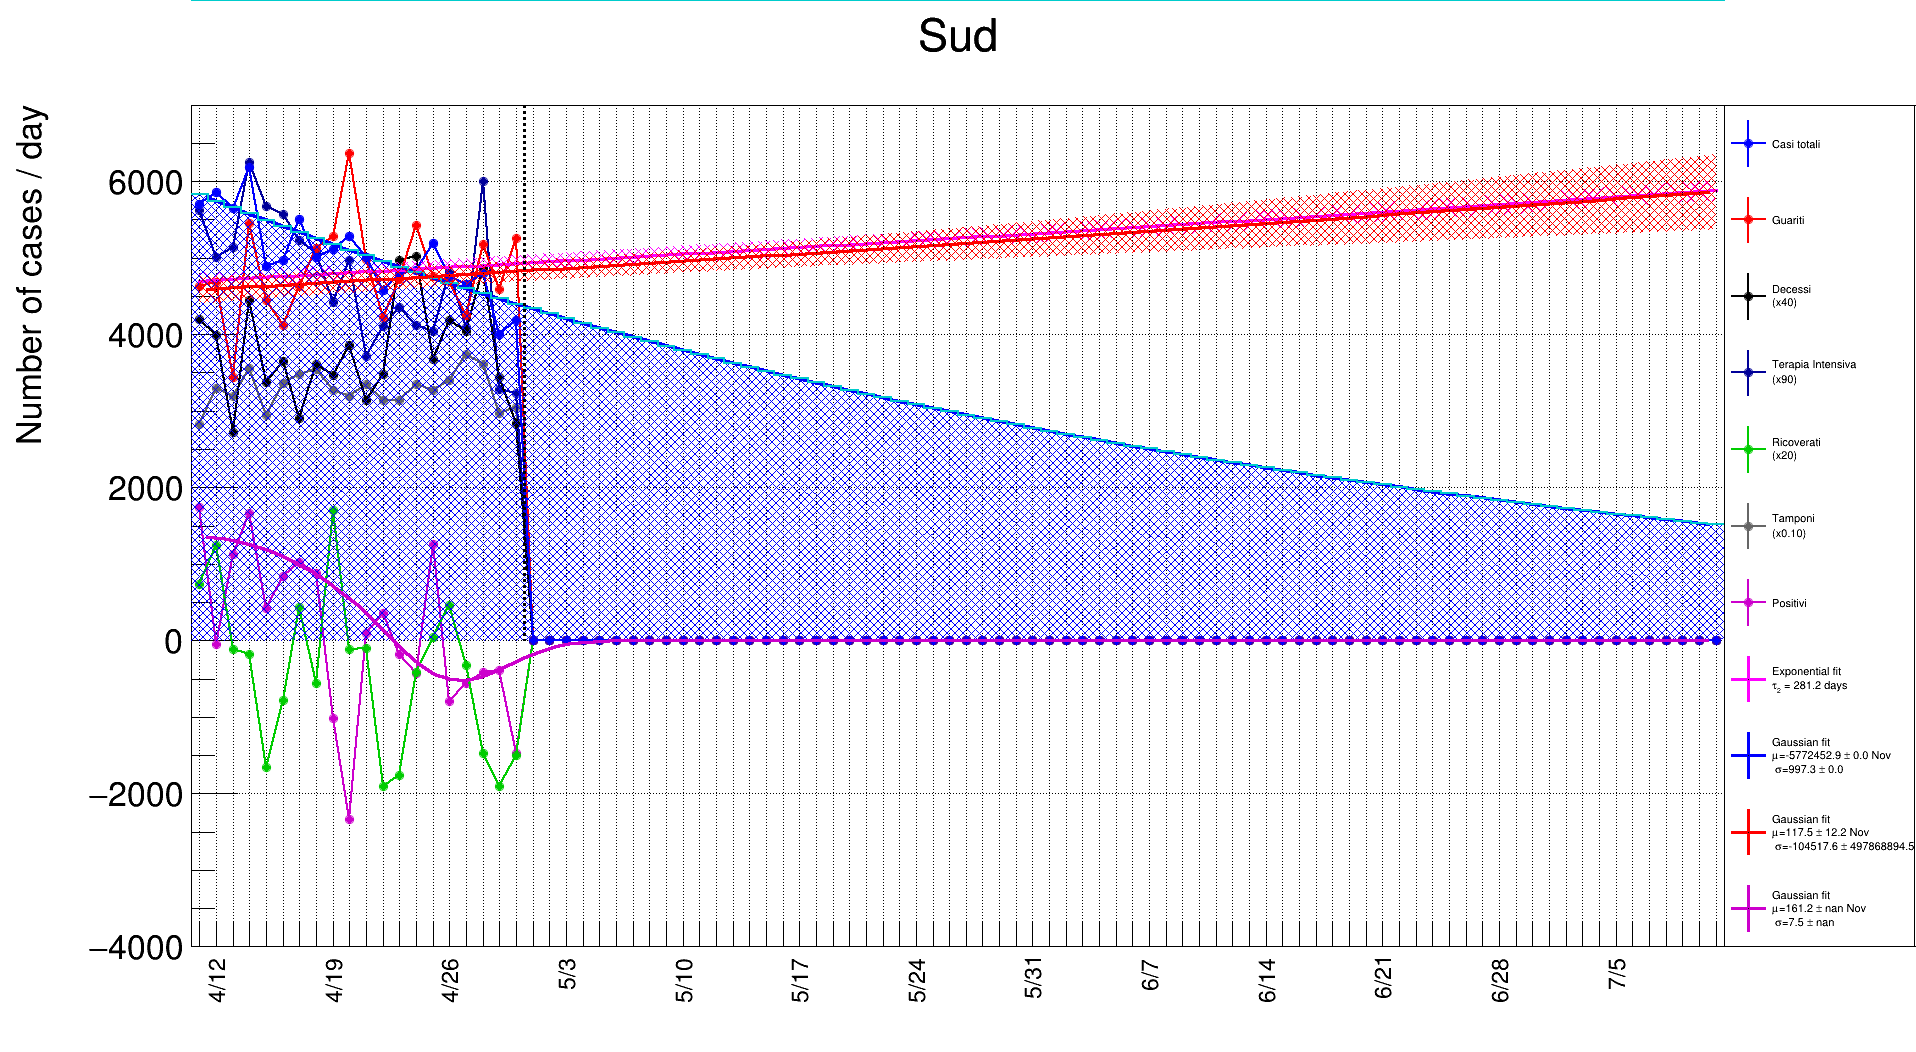 Sud
Number of cases / day
6000
4000
2000
0
−2000
−4000
4/12
4/19
4/26
5/3
5/10
5/17
5/24
5/31
6/7
6/14
6/21
6/28
7/5
Casi totali
Guariti
Decessi
(x40)
Terapia Intensiva
(x90)
Ricoverati
(x20)
Tamponi
(x0.10)
Positivi
Exponential fit
τ2 = 281.2 days
Gaussian fit
μ=-5772452.9 ± 0.0 Nov
σ=997.3 ± 0.0
Gaussian fit
μ=117.5 ± 12.2 Nov
σ=-104517.6 ± 497868894.5
Gaussian fit
μ=161.2 ± nan Nov
σ=7.5 ± nan